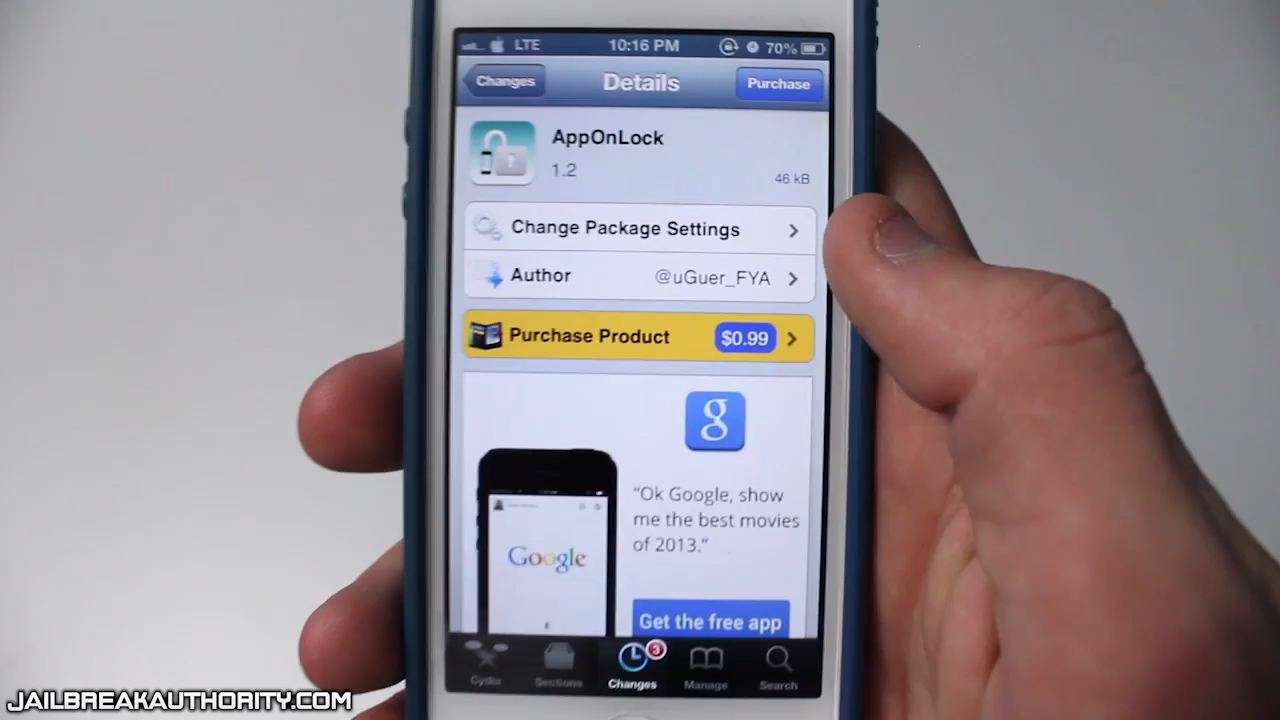 LTE 10:16 PM 70%
Changes Details Purchase
AppOnLock
1.2
46 kB
Change Package Settings
Author @uGuer_FYA
Purchase Product $0.99
g
“Ok Google, show
me the best movies
of 2013.”
Google
Get the free app
3
Cydia Sections Changes Manage Search
JAILBREAKAUTHORITY.COM